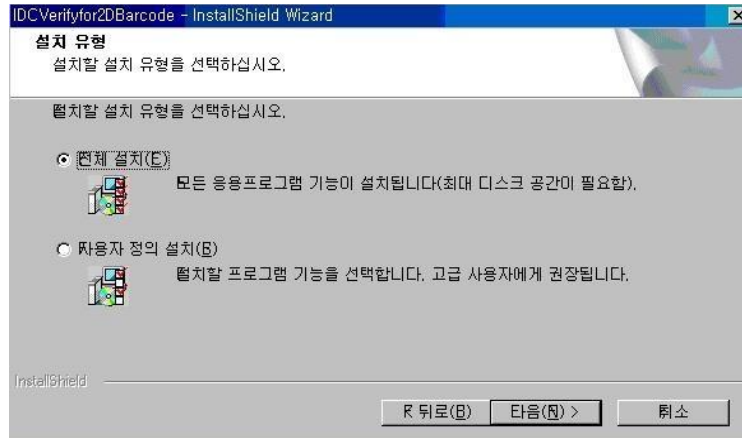 IDCVerifyfor2DBarcode - InstallShield Wizard
설치 유형
설치할 설치 유형을 선택하십시오.
설치할 설치 유형을 선택하십시오.
전체 설치(E)
모든 응용프로그램 기능이 설치됩니다(최대 디스크 공간이 필요함).
사용자 정의 설치(B)
설치할 프로그램 기능을 선택합니다. 고급 사용자에게 권장됩니다.
InstallShield
< 뒤로(B) 다음(N) > 취소